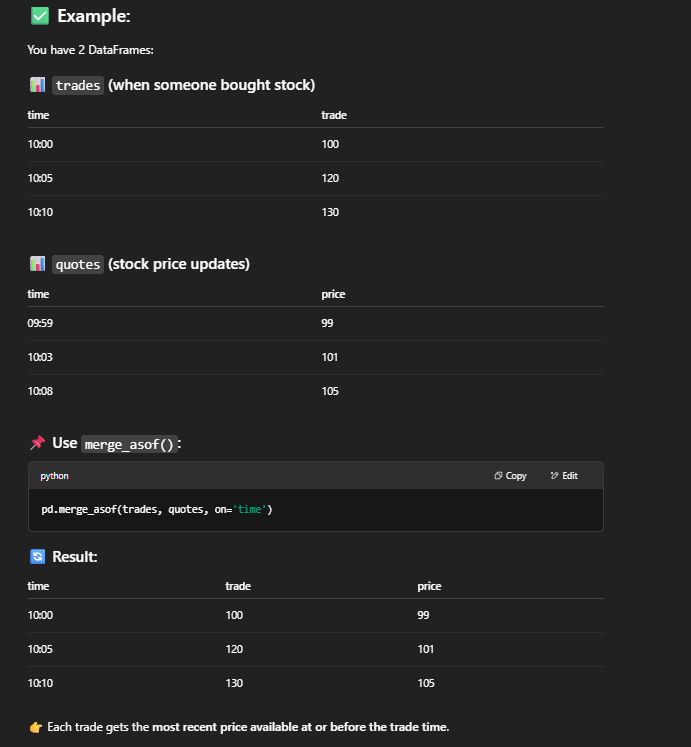 ✅ Example:
You have 2 DataFrames:
📊 trades (when someone bought stock)
time trade
10:00 100
10:05 120
10:10 130
📊 quotes (stock price updates)
time price
09:59 99
10:03 101
10:08 105
📌 Use merge_asof():
python Copy Edit
pd.merge_asof(trades, quotes, on='time')
🔄 Result:
time trade price
10:00 100 99
10:05 120 101
10:10 130 105
👉 Each trade gets the most recent price available at or before the trade time.